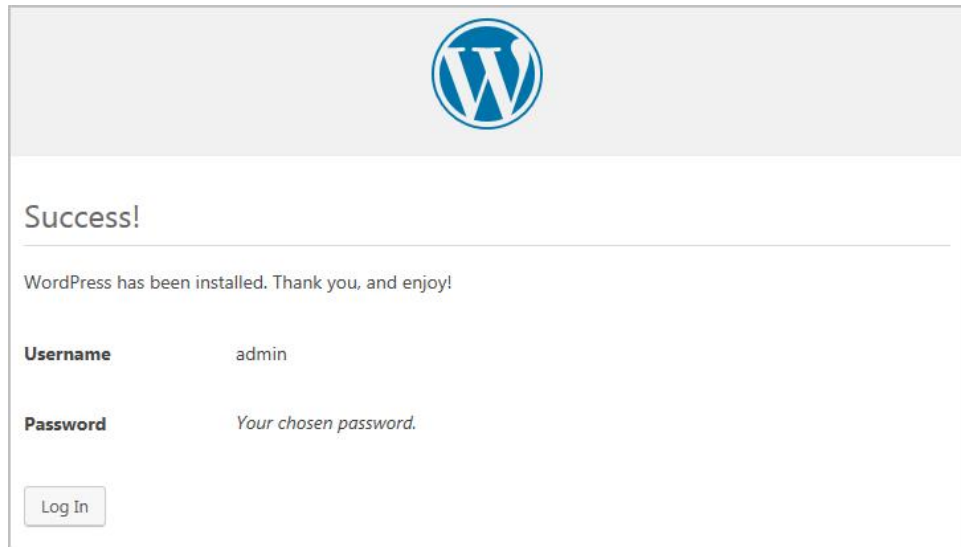 Success!
WordPress has been installed. Thank you, and enjoy!
Username admin
Password Your chosen password.
Log In